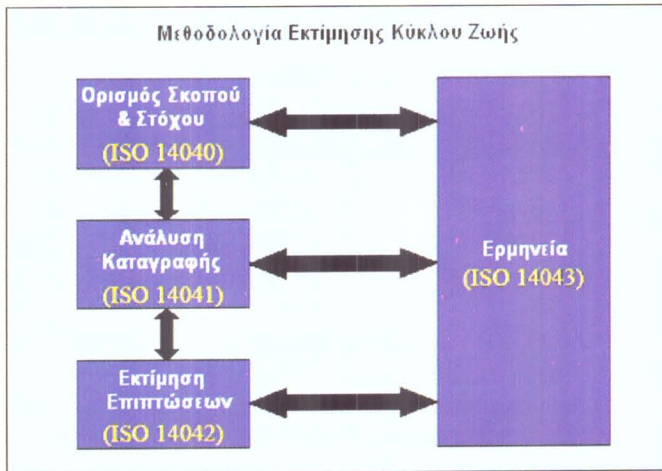 Μεθοδολογία Εκτίμησης Κύκλου Ζωής
Ορισμός Σκοπού
& Στόχου
(ISO 14040)
Ανάλυση
Καταγραφής
(ISO 14041)
Εκτίμηση
Επιπτώσεων
(ISO 14042)
Ερμηνεία
(ISO 14043)